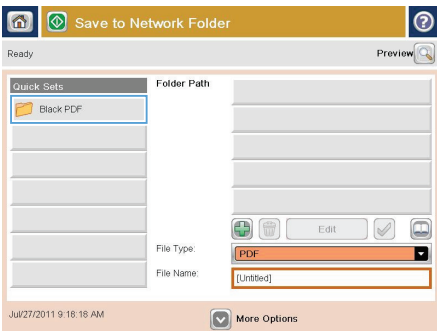 Save to Network Folder
Ready
Preview
Quick Sets
Black PDF
Folder Path
Edit
File Type:
PDF
File Name:
[Untitled]
Jul/27/2011 9:18:18 AM
More Options